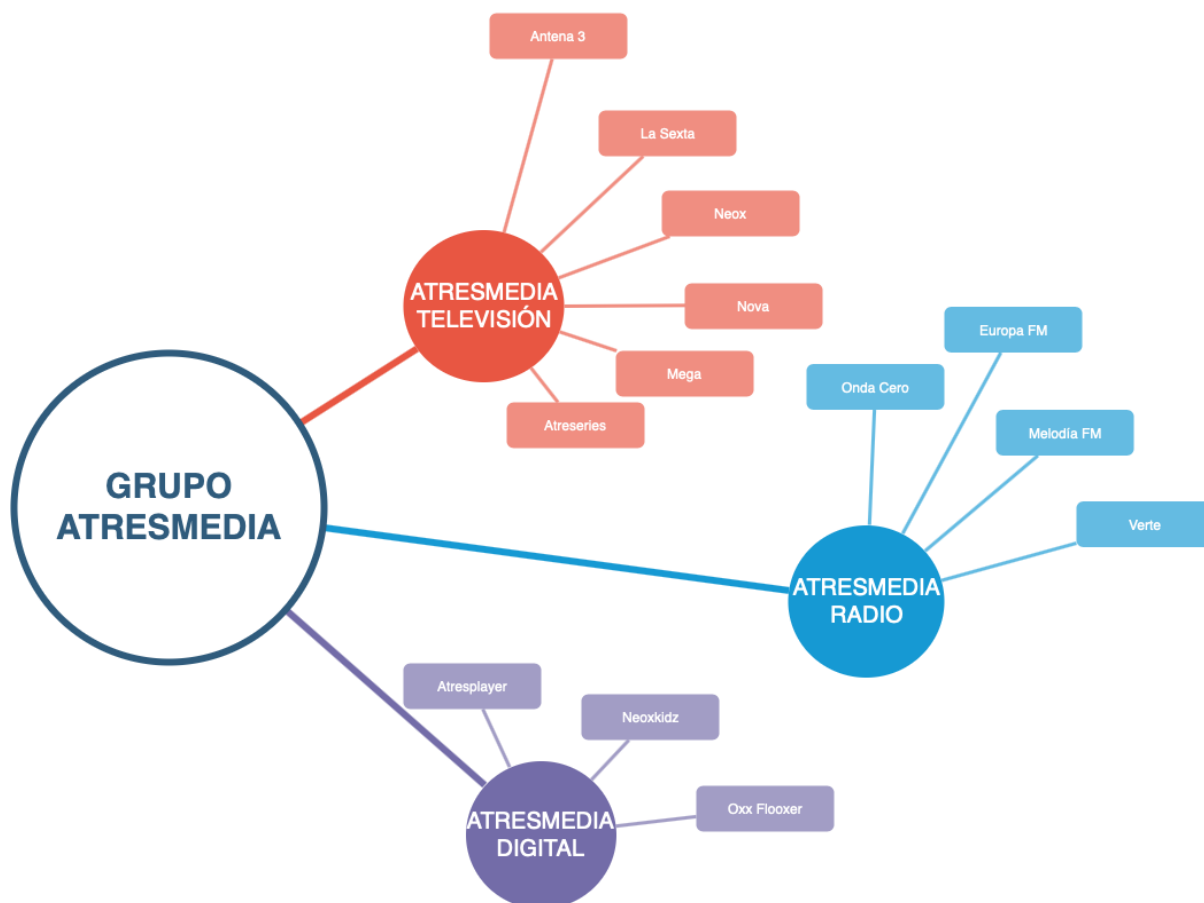 Antena 3
La Sexta
Neox
ATRESMEDIA
TELEVISIÓN
Nova
Mega
Atreseries
Europa FM
Onda Cero
Melodía FM
Verte
ATRESMEDIA
RADIO
GRUPO
ATRESMEDIA
Atresplayer
Neoxkidz
Oxx Flooxer
ATRESMEDIA
DIGITAL